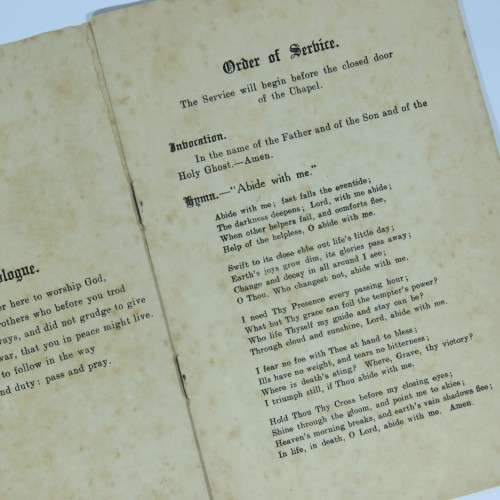 logue.
r here to worship God,
rothers who before you trod
ways, and did not grudge to give
war, that you in peace might live.
to follow in the way
nd duty: pass and pray.
Order of Service.
The Service will begin before the closed door
of the Chapel.
Invocation.
In the name of the Father and of the Son and of the
Holy Ghost.—Amen.
Hymn.—"Abide with me."
Abide with me; fast falls the eventide;
The darkness deepens; Lord, with me abide;
When other helpers fail, and comforts flee,
Help of the helpless, O abide with me.
Swift to its close ebbs out life's little day;
Earth's joys grow dim, its glories pass away;
Change and decay in all around I see;
O Thou, Who changest not, abide with me.
I need Thy Presence every passing hour;
What but Thy grace can foil the tempter's power?
Who like Thyself my guide and stay can be?
Through cloud and sunshine, Lord, abide with me.
I fear no foe with Thee at hand to bless;
Ills have no weight, and tears no bitterness;
Where is death's sting? Where, Grave, thy victory?
I triumph still, if Thou abide with me.
Hold Thou Thy Cross before my closing eyes;
Shine through the gloom, and point me to the skies;
Heaven's morning breaks, and earth's vain shadows flee;
In life, in death, O Lord, abide with me. Amen.